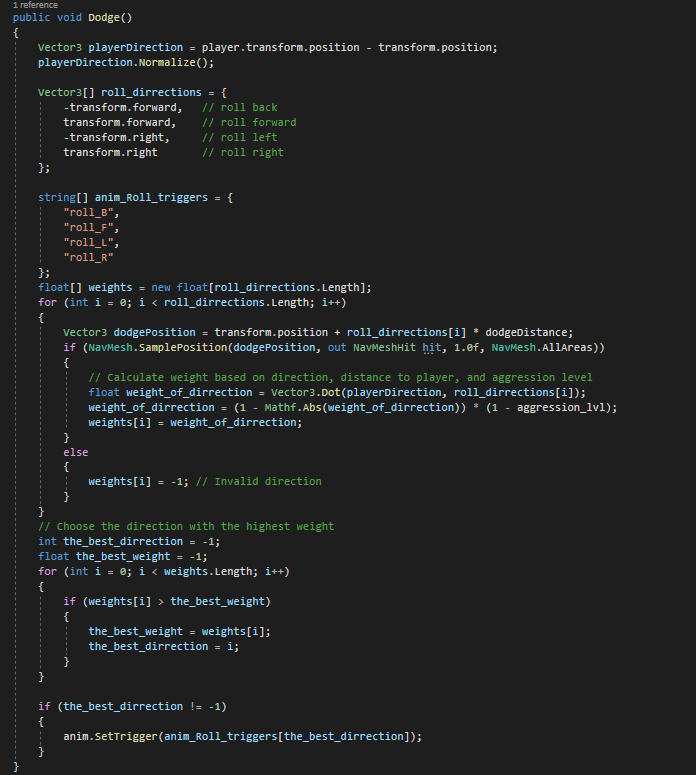 1 reference
public void Dodge()
{
Vector3 playerDirection = player.transform.position - transform.position;
playerDirection.Normalize();
Vector3[] roll_dirrections = {
-transform.forward,   // roll back
transform.forward,    // roll forward
-transform.right,     // roll left
transform.right       // roll right
};
string[] anim_Roll_triggers = {
"roll_B",
"roll_F",
"roll_L",
"roll_R"
};
float[] weights = new float[roll_dirrections.Length];
for (int i = 0; i < roll_dirrections.Length; i++)
{
Vector3 dodgePosition = transform.position + roll_dirrections[i] * dodgeDistance;
if (NavMesh.SamplePosition(dodgePosition, out NavMeshHit hit, 1.0f, NavMesh.AllAreas))
{
// Calculate weight based on direction, distance to player, and aggression level
float weight_of_dirrection = Vector3.Dot(playerDirection, roll_dirrections[i]);
weight_of_dirrection = (1 - Mathf.Abs(weight_of_dirrection)) * (1 - aggression_lvl);
weights[i] = weight_of_dirrection;
}
else
{
weights[i] = -1; // Invalid direction
}
}
// Choose the direction with the highest weight
int the_best_dirrection = -1;
float the_best_weight = -1;
for (int i = 0; i < weights.Length; i++)
{
if (weights[i] > the_best_weight)
{
the_best_weight = weights[i];
the_best_dirrection = i;
}
}
if (the_best_dirrection != -1)
{
anim.SetTrigger(anim_Roll_triggers[the_best_dirrection]);
}
}